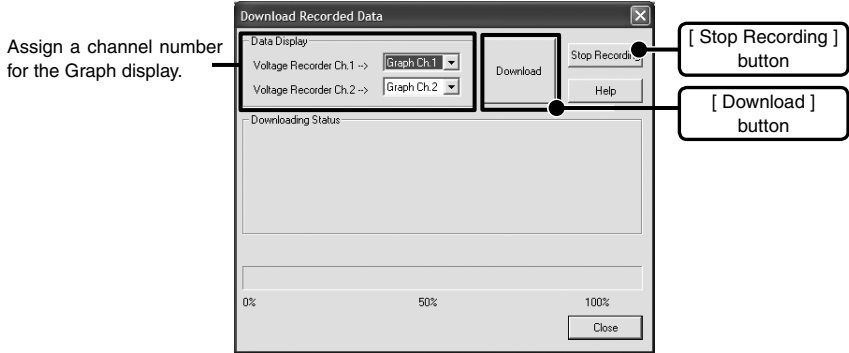 Download Recorded Data
Assign a channel number
for the Graph display.
Data Display
Voltage Recorder Ch.1 --> Graph Ch.1
Voltage Recorder Ch.2 --> Graph Ch.2
Download
Stop Recording
Help
[ Stop Recording ]
button
[ Download ]
button
Downloading Status
0% 50% 100%
Close